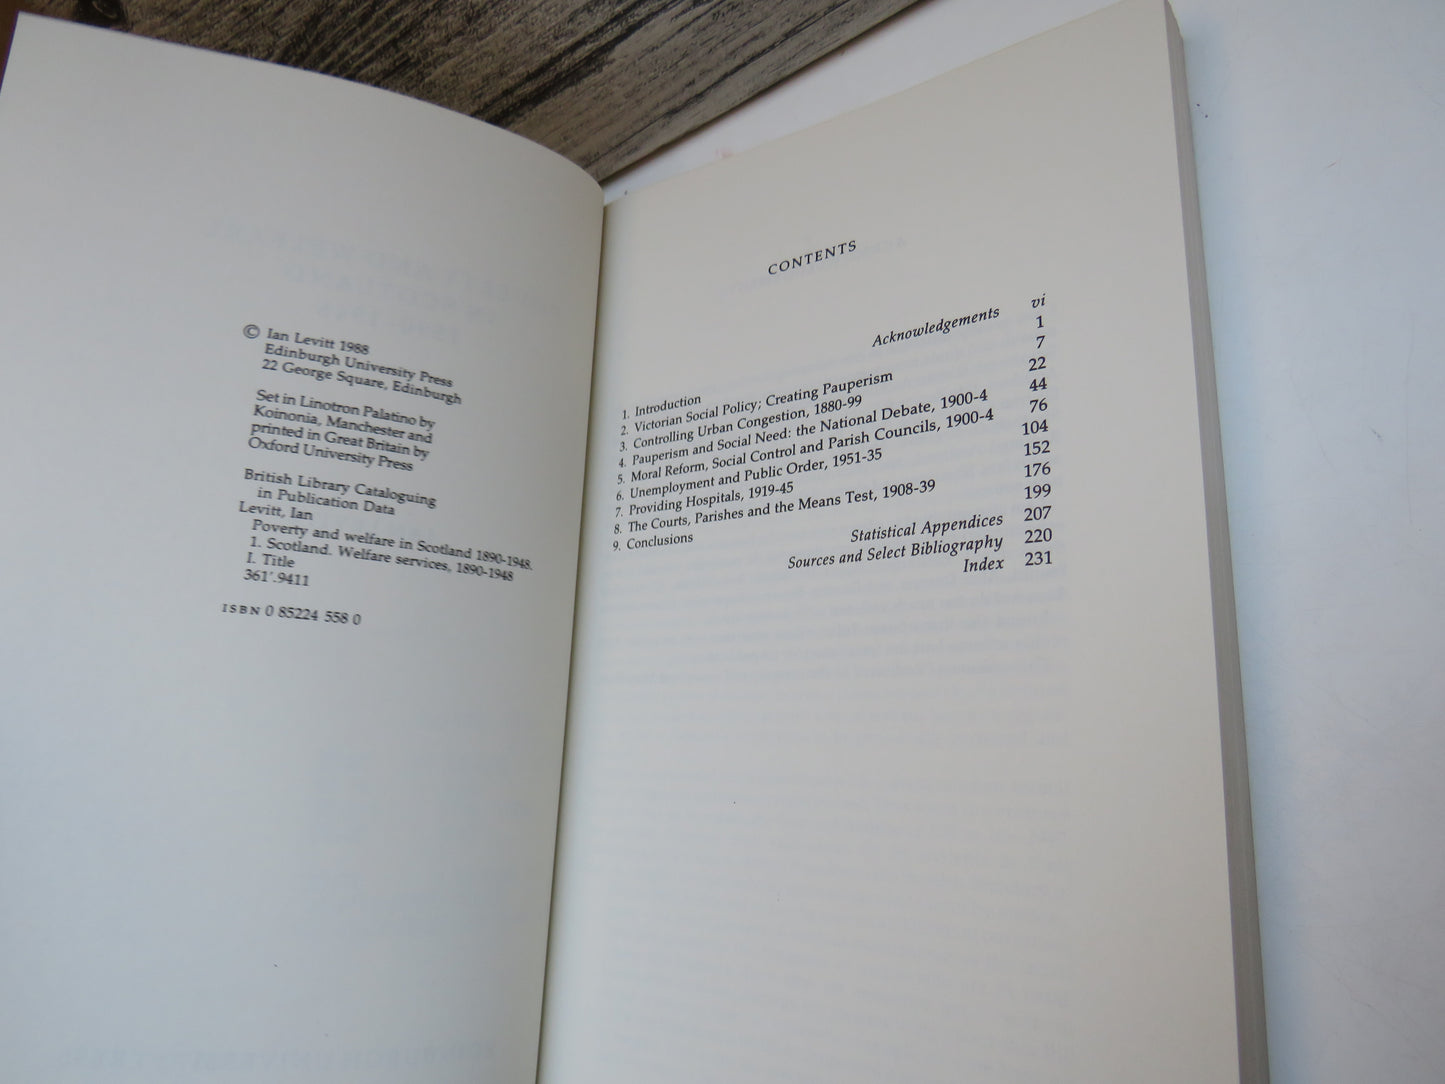 © Ian Levitt 1988
Edinburgh University Press
22 George Square, Edinburgh
Set in Linotron Palatino by
Koinonia, Manchester and
printed in Great Britain by
Oxford University Press
British Library Cataloguing
in Publication Data
Levitt, Ian
Poverty and welfare in Scotland 1890-1948.
1. Scotland. Welfare services, 1890-1948
I. Title
361'.9411
ISBN 0 85224 558 0
CONTENTS
Acknowledgements vi
1. Introduction 1
2. Victorian Social Policy; Creating Pauperism 7
3. Controlling Urban Congestion, 1880-99 22
4. Pauperism and Social Need: the National Debate, 1900-4 44
5. Moral Reform, Social Control and Parish Councils, 1900-4 76
6. Unemployment and Public Order, 1951-35 104
7. Providing Hospitals, 1919-45 152
8. The Courts, Parishes and the Means Test, 1908-39 176
9. Conclusions 199
Statistical Appendices 207
Sources and Select Bibliography 220
Index 231